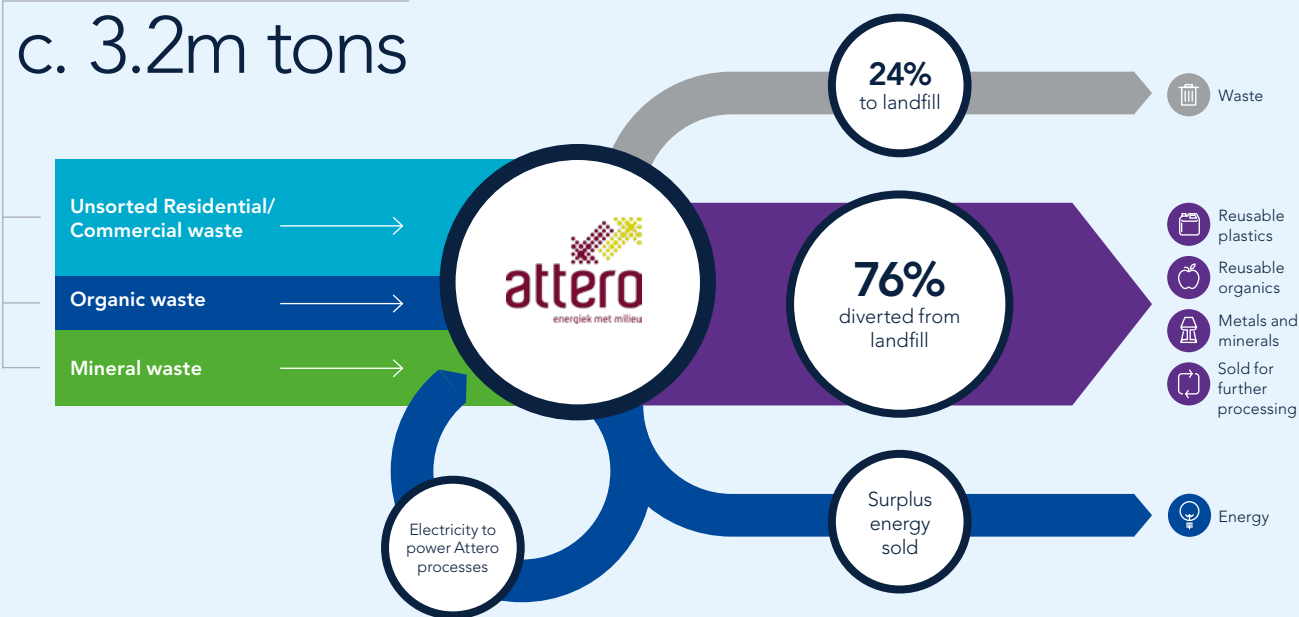 c. 3.2m tons
Unsorted Residential/
Commercial waste
Organic waste
Mineral waste
attero
energiek met milieu
Electricity to
power Attero
processes
24%
to landfill
76%
diverted from
landfill
Surplus
energy
sold
Waste
Reusable
plastics
Reusable
organics
Metals and
minerals
Sold for
further
processing
Energy